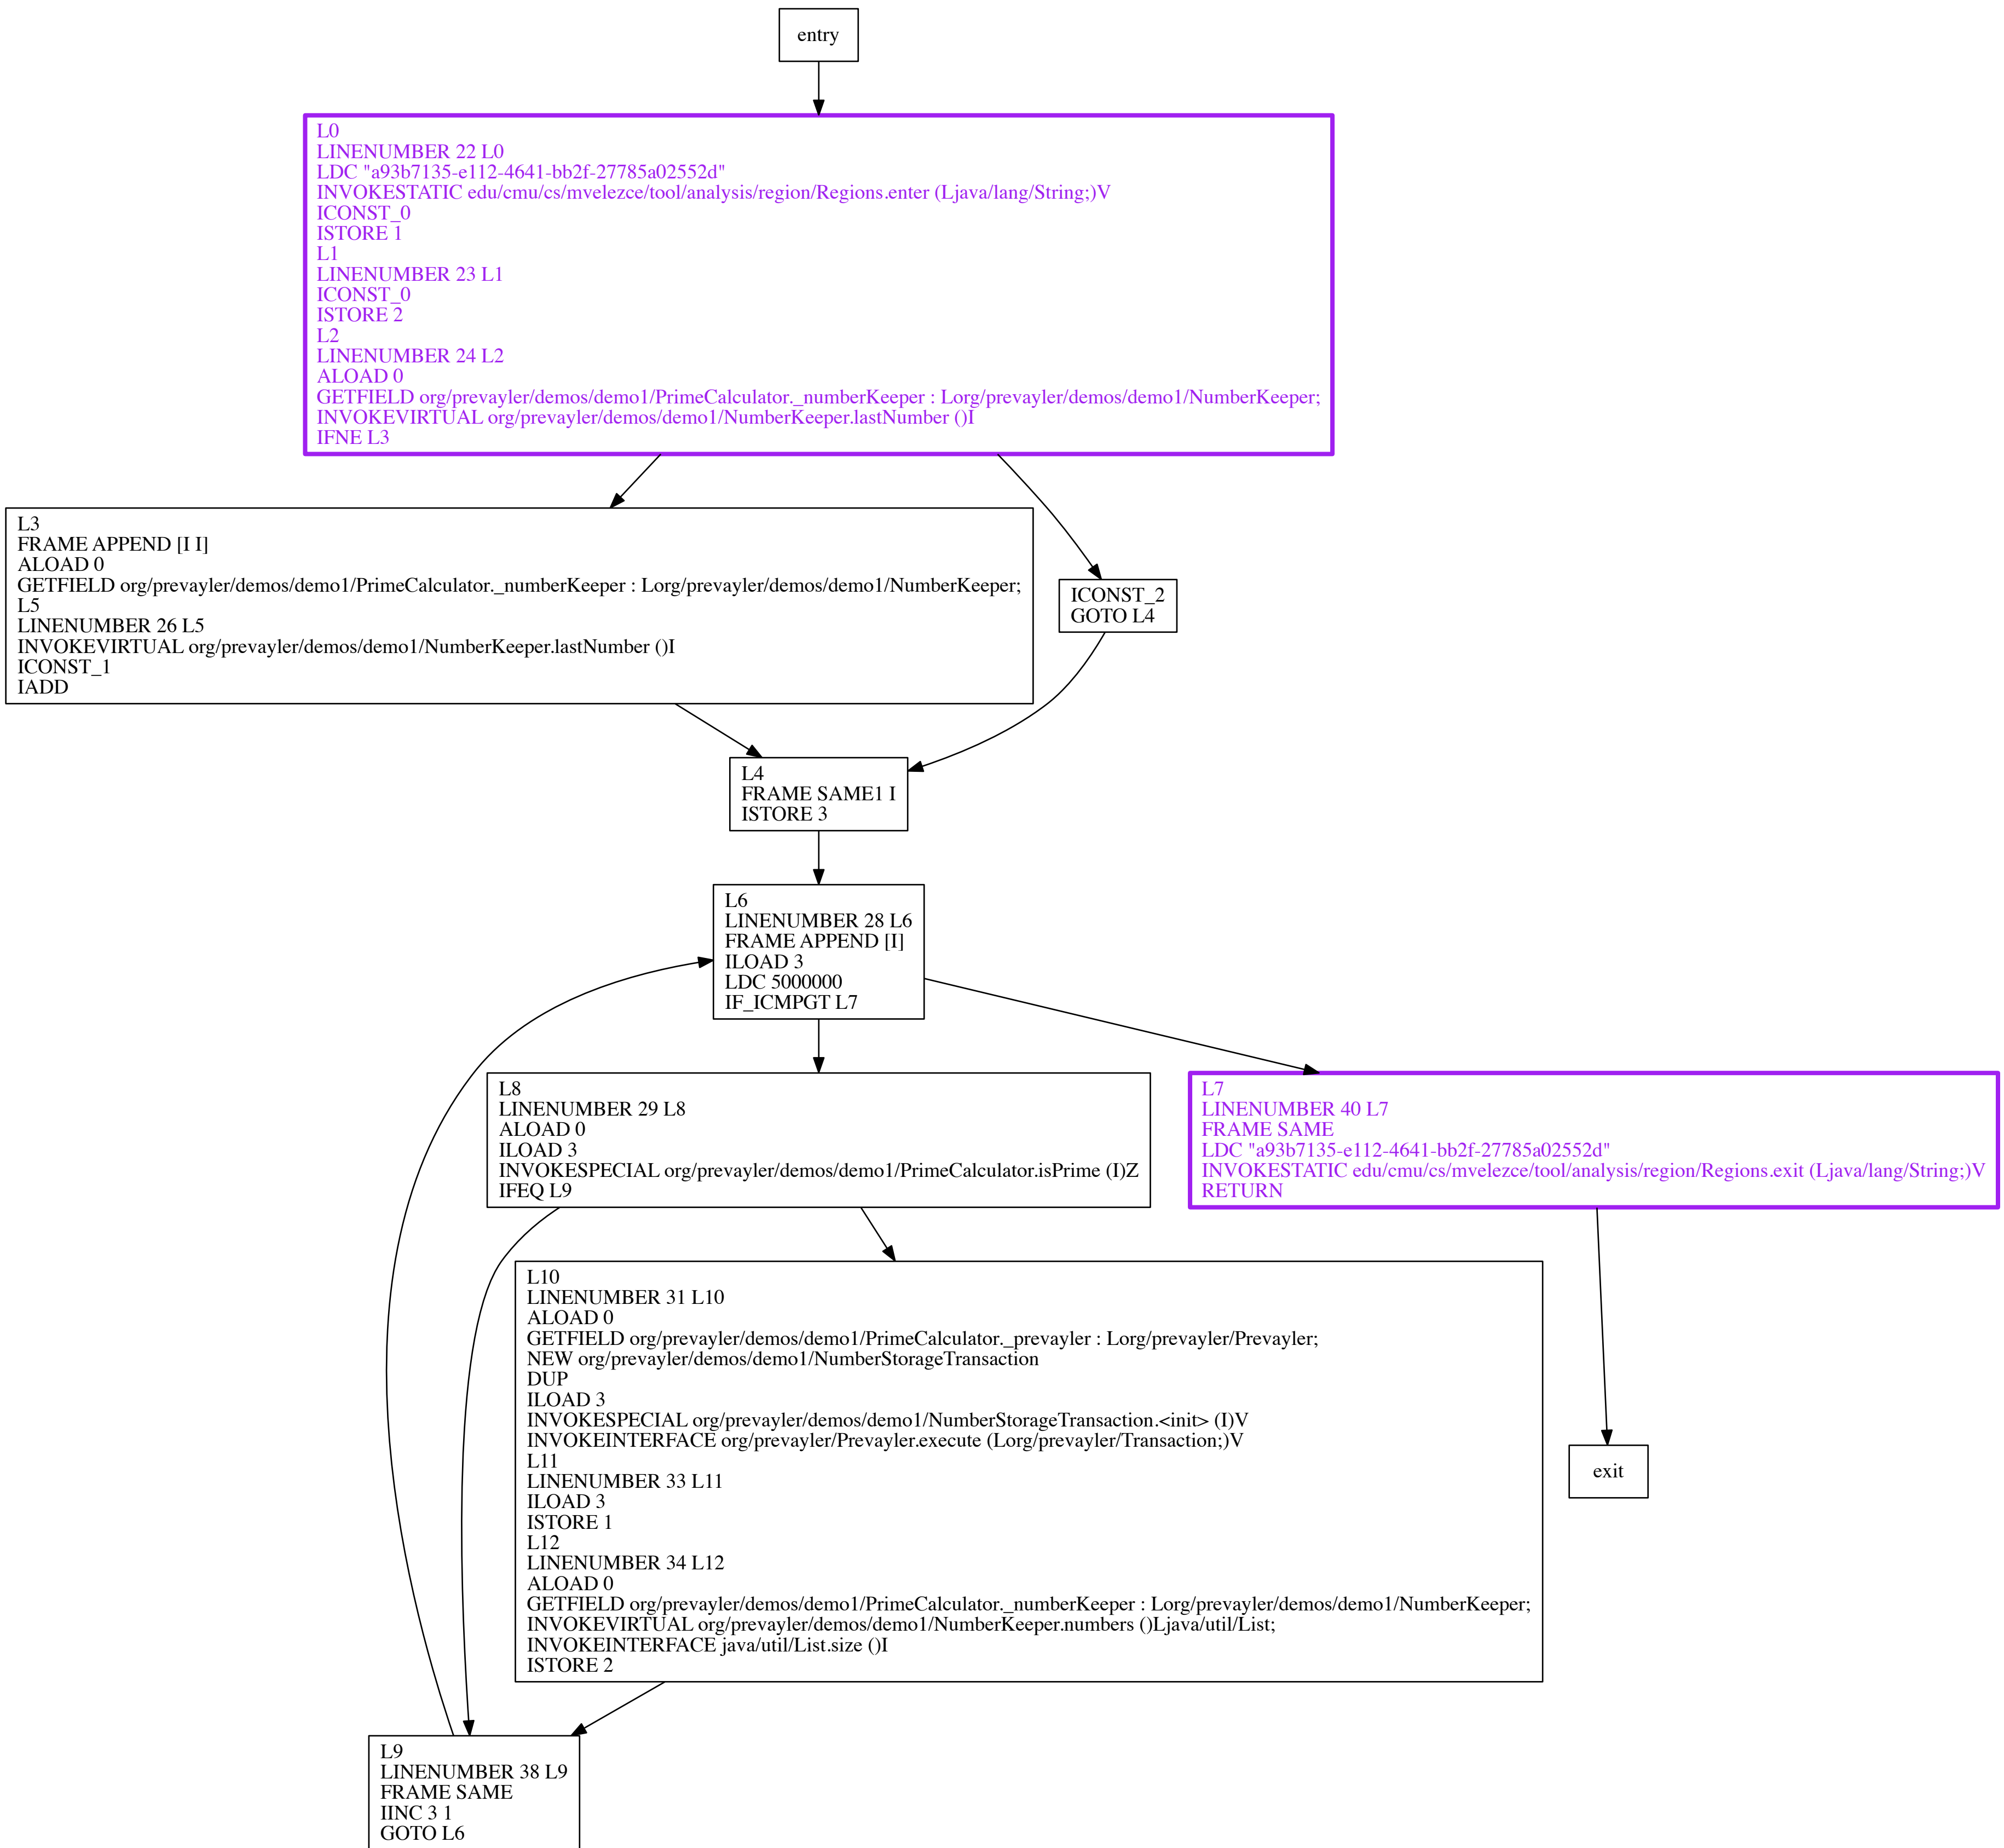 entry
L0
LINENUMBER 22 L0
LDC "a93b7135-e112-4641-bb2f-27785a02552d"
INVOKESTATIC edu/cmu/cs/mvelezce/tool/analysis/region/Regions.enter (Ljava/lang/String;)V
ICONST_0
ISTORE 1
L1
LINENUMBER 23 L1
ICONST_0
ISTORE 2
L2
LINENUMBER 24 L2
ALOAD 0
GETFIELD org/prevayler/demos/demo1/PrimeCalculator._numberKeeper : Lorg/prevayler/demos/demo1/NumberKeeper;
INVOKEVIRTUAL org/prevayler/demos/demo1/NumberKeeper.lastNumber ()I
IFNE L3
L3
FRAME APPEND [I I]
ALOAD 0
GETFIELD org/prevayler/demos/demo1/PrimeCalculator._numberKeeper : Lorg/prevayler/demos/demo1/NumberKeeper;
L5
LINENUMBER 26 L5
INVOKEVIRTUAL org/prevayler/demos/demo1/NumberKeeper.lastNumber ()I
ICONST_1
IADD
ICONST_2
GOTO L4
L4
FRAME SAME1 I
ISTORE 3
L6
LINENUMBER 28 L6
FRAME APPEND [I]
ILOAD 3
LDC 5000000
IF_ICMPGT L7
L8
LINENUMBER 29 L8
ALOAD 0
ILOAD 3
INVOKESPECIAL org/prevayler/demos/demo1/PrimeCalculator.isPrime (I)Z
IFEQ L9
L7
LINENUMBER 40 L7
FRAME SAME
LDC "a93b7135-e112-4641-bb2f-27785a02552d"
INVOKESTATIC edu/cmu/cs/mvelezce/tool/analysis/region/Regions.exit (Ljava/lang/String;)V
RETURN
L10
LINENUMBER 31 L10
ALOAD 0
GETFIELD org/prevayler/demos/demo1/PrimeCalculator._prevayler : Lorg/prevayler/Prevayler;
NEW org/prevayler/demos/demo1/NumberStorageTransaction
DUP
ILOAD 3
INVOKESPECIAL org/prevayler/demos/demo1/NumberStorageTransaction.<init> (I)V
INVOKEINTERFACE org/prevayler/Prevayler.execute (Lorg/prevayler/Transaction;)V
L11
LINENUMBER 33 L11
ILOAD 3
ISTORE 1
L12
LINENUMBER 34 L12
ALOAD 0
GETFIELD org/prevayler/demos/demo1/PrimeCalculator._numberKeeper : Lorg/prevayler/demos/demo1/NumberKeeper;
INVOKEVIRTUAL org/prevayler/demos/demo1/NumberKeeper.numbers ()Ljava/util/List;
INVOKEINTERFACE java/util/List.size ()I
ISTORE 2
exit
L9
LINENUMBER 38 L9
FRAME SAME
IINC 3 1
GOTO L6